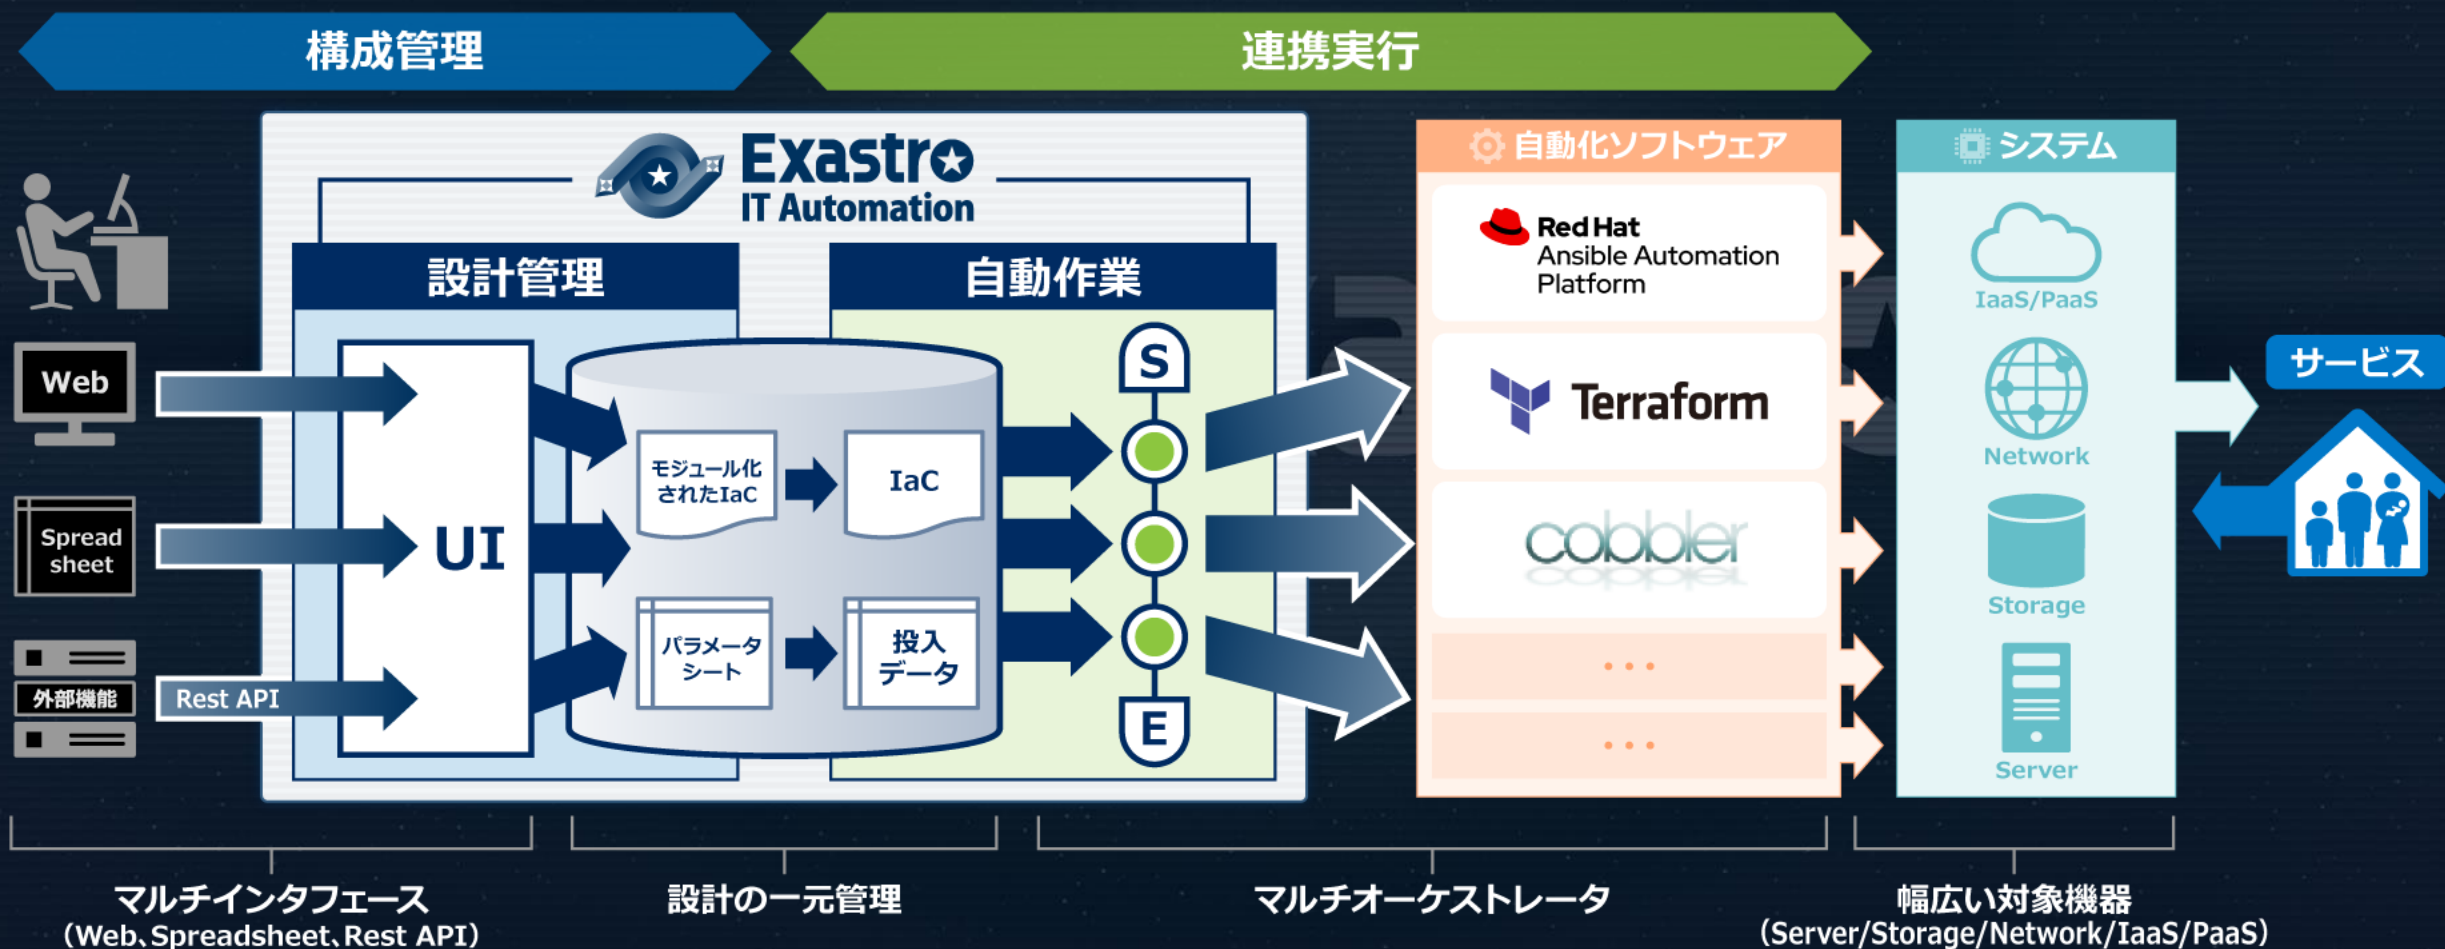 構成管理
連携実行
Exastro
IT Automation
自動化ソフトウェア
システム
設計管理
自動作業
Red Hat
Ansible Automation
Platform
IaaS/PaaS
Web
UI
モジュール化
されたIaC
IaC
S
Terraform
Network
サービス
Spread
sheet
cobbler
Storage
外部機能
Rest API
パラメータ
シート
投入
データ
E
...
...
Server
マルチインタフェース
(Web、Spreadsheet、Rest API)
設計の一元管理
マルチオーケストレータ
幅広い対象機器
(Server/Storage/Network/IaaS/PaaS)